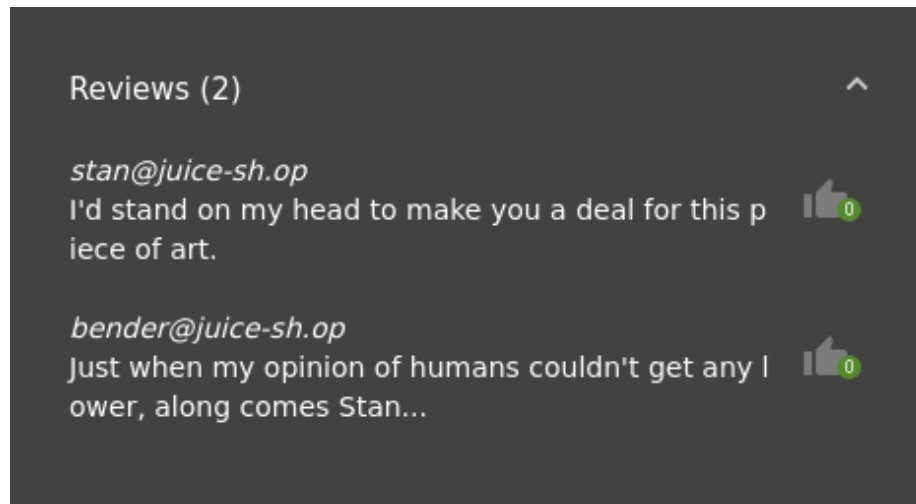 Reviews (2)
stan@juice-sh.op
I'd stand on my head to make you a deal for this p
iece of art.
0
bender@juice-sh.op
Just when my opinion of humans couldn't get any l
ower, along comes Stan...
0